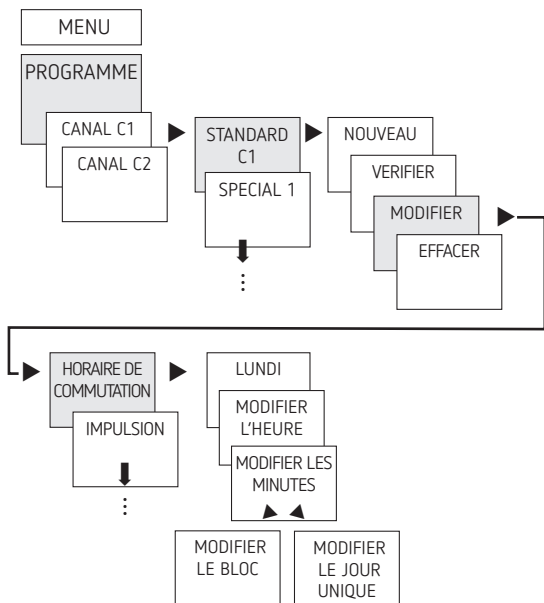 MENU
PROGRAMME
CANAL C1
CANAL C2
STANDARD
C1
SPECIAL 1
NOUVEAU
VERIFIER
MODIFIER
EFFACER
HORAIRE DE
COMMUTATION
IMPULSION
LUNDI
MODIFIER
L'HEURE
MODIFIER LES
MINUTES
MODIFIER
LE BLOC
MODIFIER
LE JOUR
UNIQUE